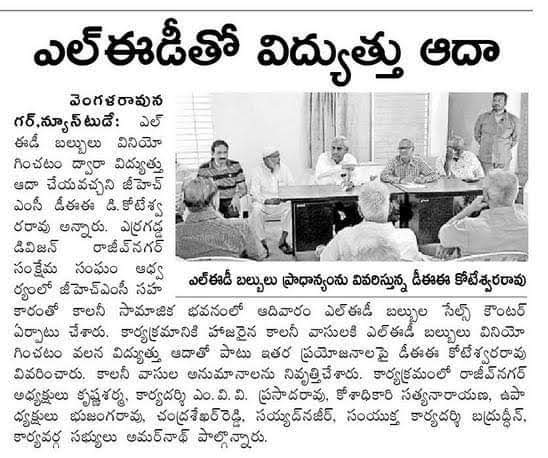 ఎల్ఈడీతో విద్యుత్తు ఆదా
వెంగళరావున
గర్,న్యూస్‌టుడే: ఎల్
ఈడీ బల్బులు వినియో
గించటం ద్వారా విద్యుత్తు
ఆదా చేయవచ్చని జీహెచ్
ఎంసీ డీఈఈ డి.కోటేశ్వ
రరావు అన్నారు. ఎర్రగడ్డ
డివిజన్ రాజీవ్‌నగర్
సంక్షేమ సంఘం ఆధ్వ
ర్యంలో జీహెచ్ఎంసీ సహ
కారంతో కాలనీ సామాజిక భవనంలో ఆదివారం ఎల్ఈడీ బల్బుల సేల్స్ కౌంటర్
ఏర్పాటు చేశారు. కార్యక్రమానికి హాజరైన కాలనీ వాసులకి ఎల్ఈడీ బల్బులు వినియో
గించటం వలన విద్యుత్తు ఆదాతో పాటు ఇతర ప్రయోజనాలపై డీఈఈ కోటేశ్వరరావు
వివరించారు. కాలనీ వాసుల అనుమానాలను నివృత్తిచేశారు. కార్యక్రమంలో రాజీవ్‌నగర్
అధ్యక్షులు కృష్ణశర్మ, కార్యదర్శి ఎం.వి.వి. ప్రసాదరావు, కోశాధికారి సత్యనారాయణ, ఉపా
ధ్యక్షులు భుజంగరావు, చంద్రశేఖర్‌రెడ్డి, సయ్యద్‌నజీర్, సంయుక్త కార్యదర్శి బద్రుద్ధీన్,
కార్యవర్గ సభ్యులు అమర్‌నాథ్ పాల్గొన్నారు.
ఎల్ఈడీ బల్బులు ప్రాధాన్యంను వివరిస్తున్న డీఈఈ కోటేశ్వరరావు